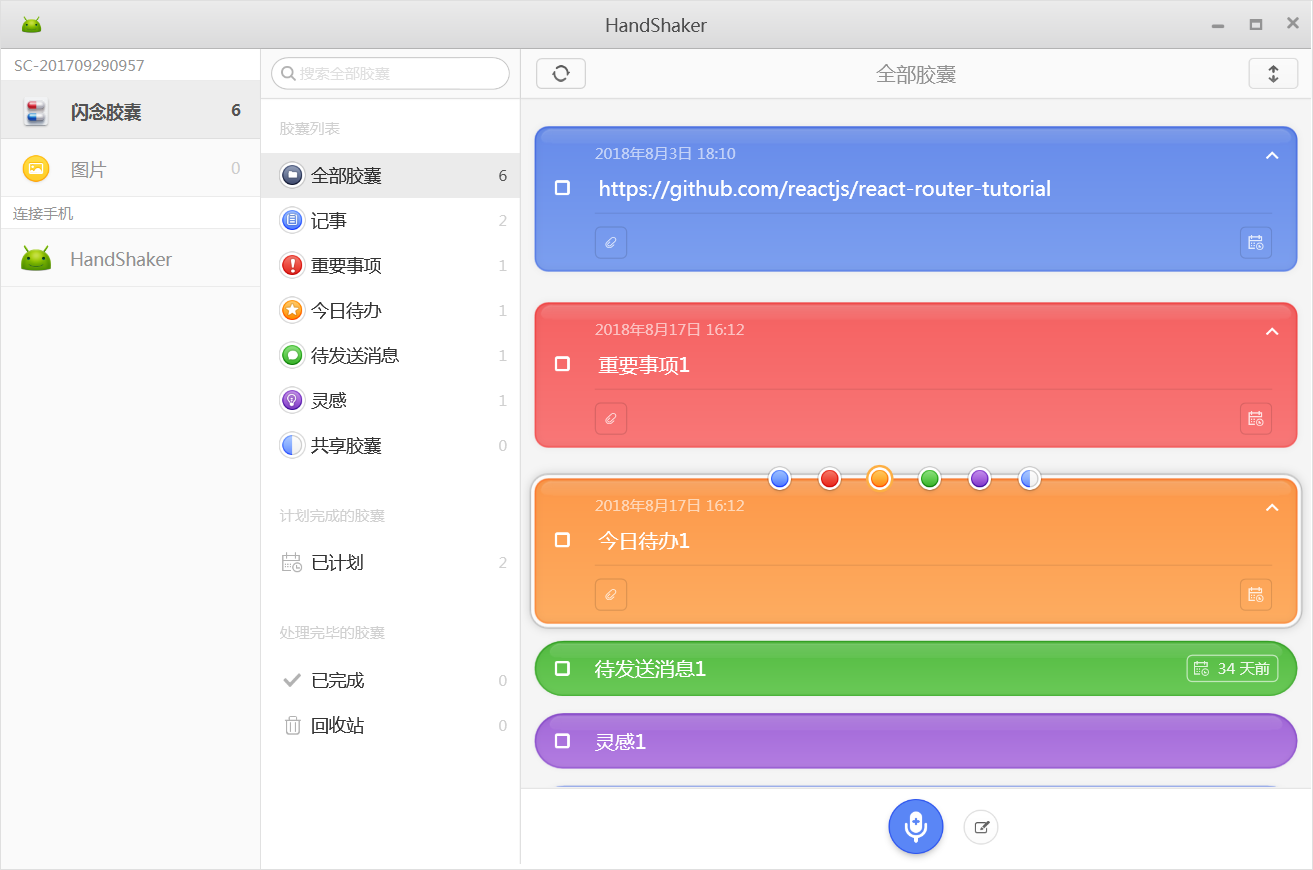 HandShaker
SC-201709290957
闪念胶囊 6
图片 0
连接手机
HandShaker
搜索全部胶囊
胶囊列表
全部胶囊 6
记事 2
重要事项 1
今日待办 1
待发送消息 1
灵感 1
共享胶囊 0
计划完成的胶囊
已计划 2
处理完毕的胶囊
已完成 0
回收站 0
全部胶囊
2018年8月3日 18:10
https://github.com/reactjs/react-router-tutorial
2018年8月17日 16:12
重要事项1
2018年8月17日 16:12
今日待办1
待发送消息1 34 天前
灵感1